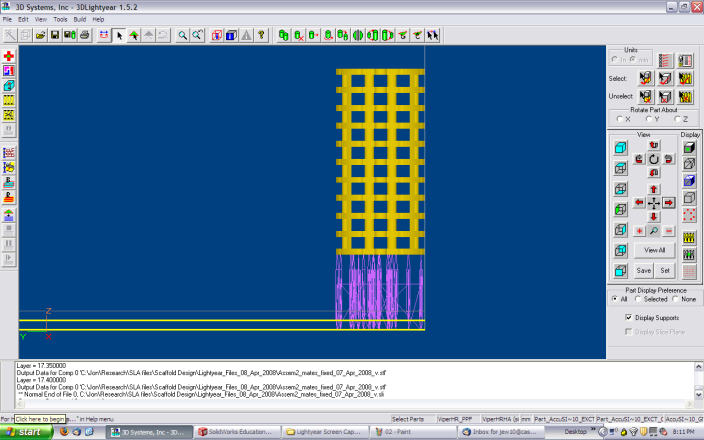 3D Systems, Inc - 3DLightyear 1.5.2
File Edit View Tools Build Help
Units
In mm
Select:
Unselect:
Rotate Part About
X Y Z
View Display
View All
Save Set
Part Display Preference
All Selected None
Display Supports
Display Slice Plane
Z
Y X
Layer = 17.350000
Output Data for Comp 0 'C:\Jon\Research\SLA files\Scaffold Design\Lightyear_Files_08_Apr_2008\Assem2_mates_fixed_07_Apr_2008_v.stl'
Layer = 17.400000
Output Data for Comp 0 'C:\Jon\Research\SLA files\Scaffold Design\Lightyear_Files_08_Apr_2008\Assem2_mates_fixed_07_Apr_2008_v.stl'
** Normal End of File 0, C:\Jon\Research\SLA files\Scaffold Design\Lightyear_Files_08_Apr_2008\Assem2_mates_fixed_07_Apr_2008_v.sli
For H Click here to begin s..." in Help menu. Select Parts ViperHR_PPF ViperHRHA (si mm Part_AccuSI~10_EXCT Part_AccuSI~10_EXCT_C AccuSI~10_G
start 3D Systems, Inc - 3D... SolidWorks Education... Lightyear Screen Cap... 02 - Paint Inbox for jew10@cas... Desktop 8:11 PM